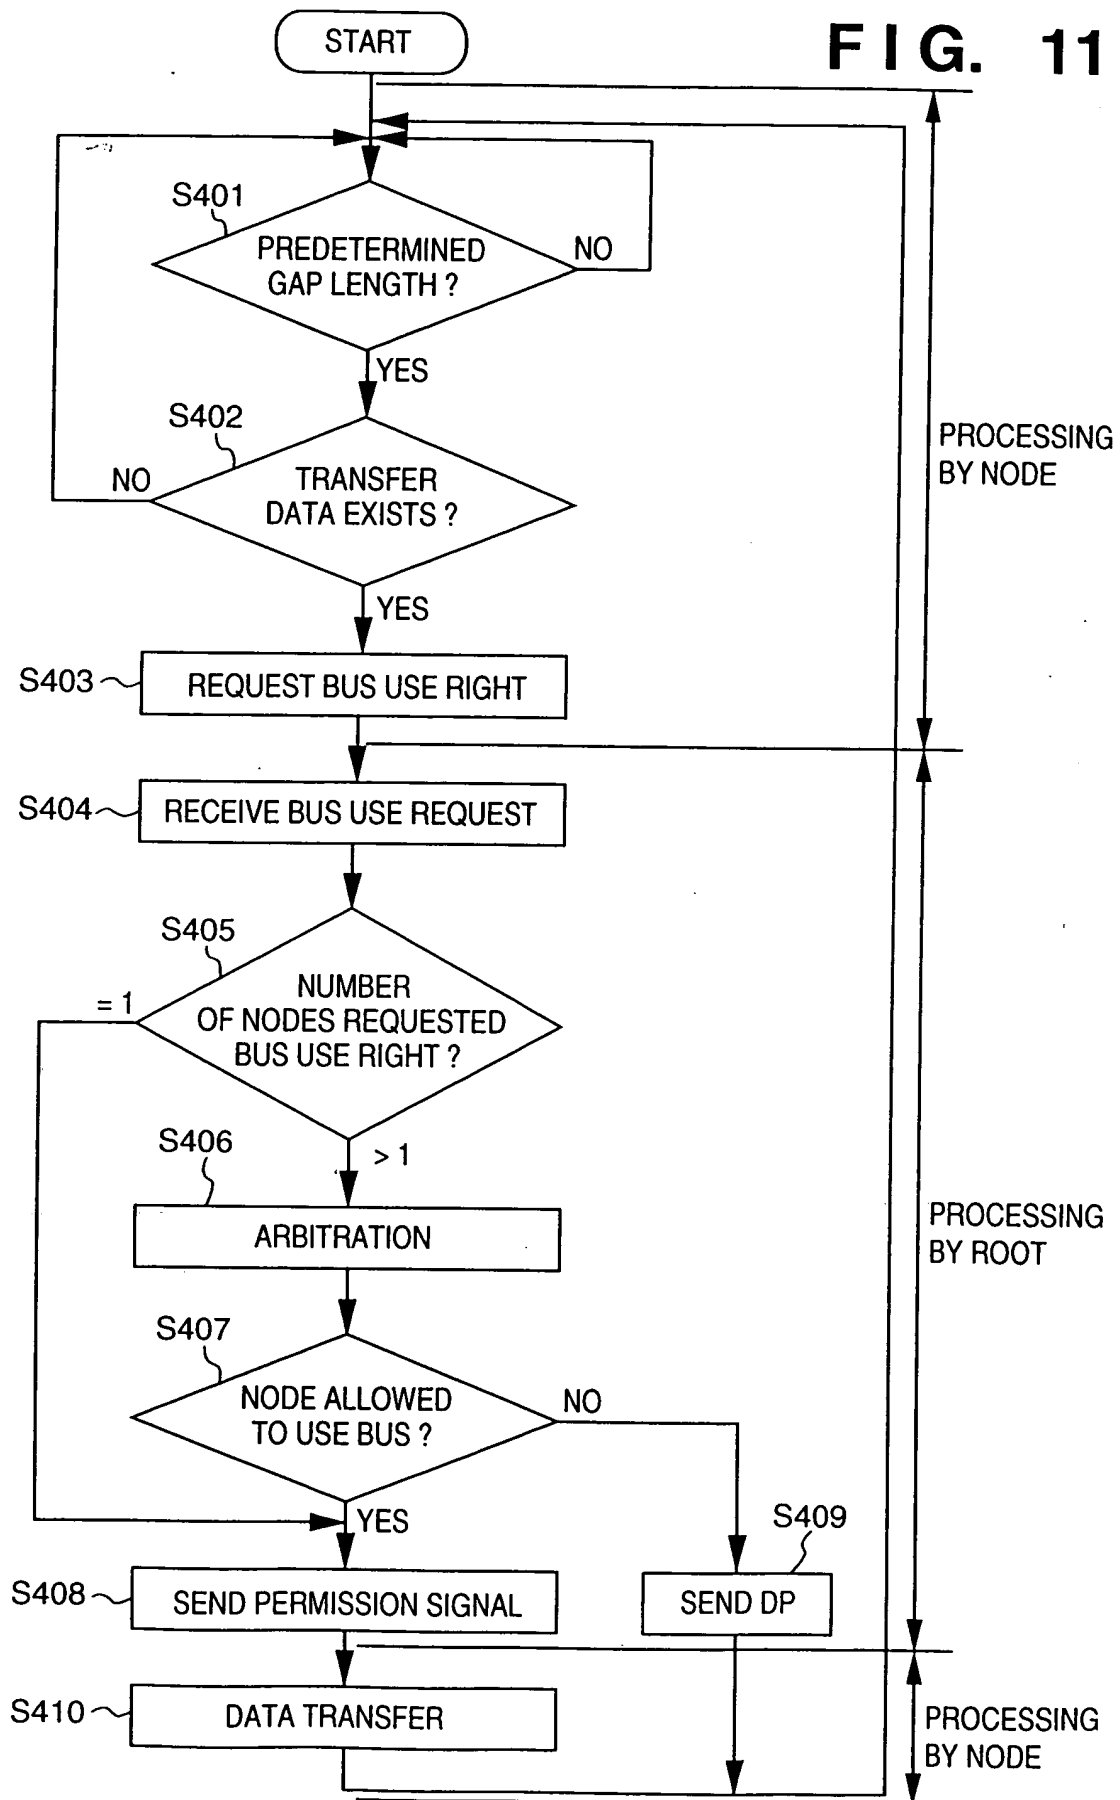 FIG. 11
START
S401
PREDETERMINED
GAP LENGTH ?
NO
YES
S402
NO
TRANSFER
DATA EXISTS ?
YES
PROCESSING
BY NODE
S403
REQUEST BUS USE RIGHT
S404
RECEIVE BUS USE REQUEST
S405
= 1
NUMBER
OF NODES REQUESTED
BUS USE RIGHT ?
> 1
S406
ARBITRATION
PROCESSING
BY ROOT
S407
NODE ALLOWED
TO USE BUS ?
NO
YES
S409
S408
SEND PERMISSION SIGNAL
SEND DP
S410
DATA TRANSFER
PROCESSING
BY NODE